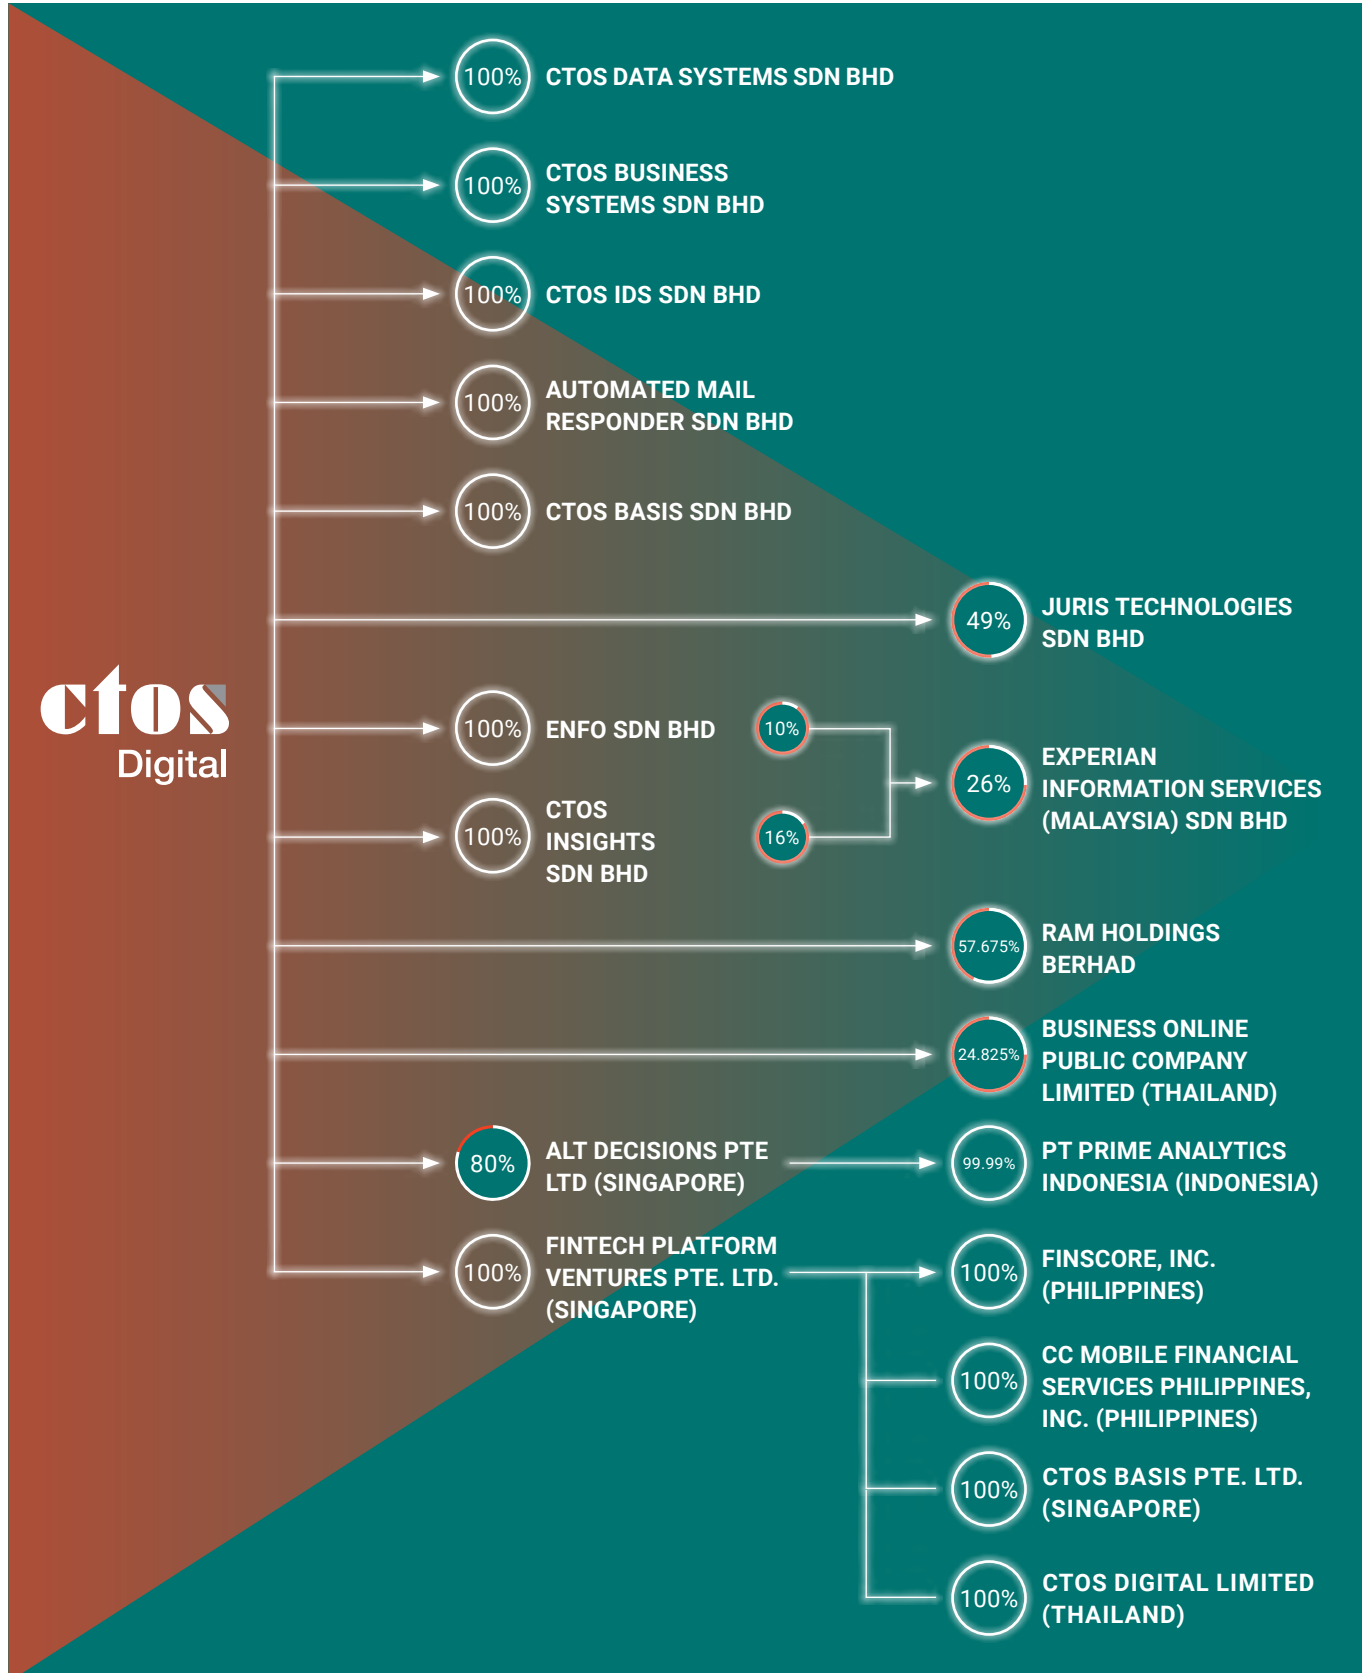 100%
CTOS DATA SYSTEMS SDN BHD
100%
CTOS BUSINESS
SYSTEMS SDN BHD
100%
CTOS IDS SDN BHD
100%
AUTOMATED MAIL
RESPONDER SDN BHD
100%
CTOS BASIS SDN BHD
49%
JURIS TECHNOLOGIES
SDN BHD
ctos
Digital
100%
ENFO SDN BHD
10%
100%
CTOS
INSIGHTS
SDN BHD
16%
26%
EXPERIAN
INFORMATION SERVICES
(MALAYSIA) SDN BHD
57.675%
RAM HOLDINGS
BERHAD
24.825%
BUSINESS ONLINE
PUBLIC COMPANY
LIMITED (THAILAND)
80%
ALT DECISIONS PTE
LTD (SINGAPORE)
99.99%
PT PRIME ANALYTICS
INDONESIA (INDONESIA)
100%
FINTECH PLATFORM
VENTURES PTE. LTD.
(SINGAPORE)
100%
FINSCORE, INC.
(PHILIPPINES)
100%
CC MOBILE FINANCIAL
SERVICES PHILIPPINES,
INC. (PHILIPPINES)
100%
CTOS BASIS PTE. LTD.
(SINGAPORE)
100%
CTOS DIGITAL LIMITED
(THAILAND)